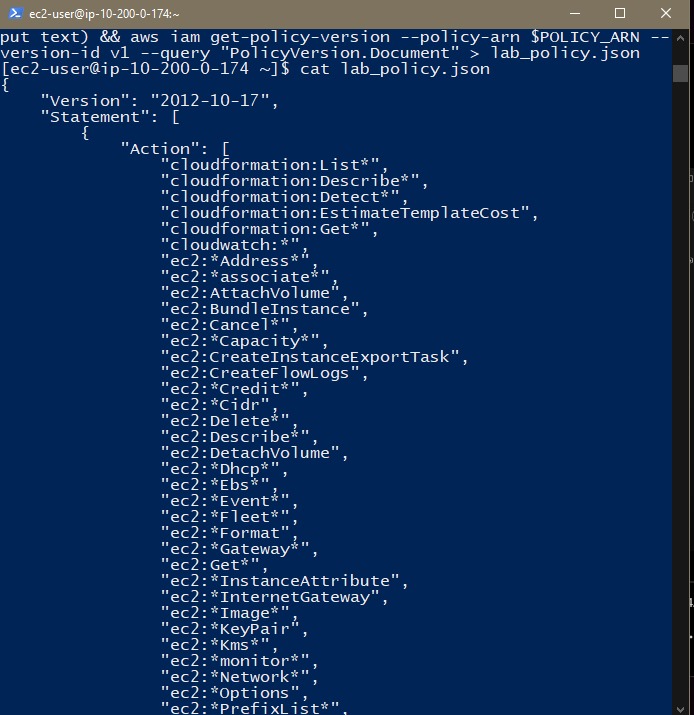 ec2-user@ip-10-200-0-174:~
put text) && aws iam get-policy-version --policy-arn $POLICY_ARN --
version-id v1 --query "PolicyVersion.Document" > lab_policy.json
[ec2-user@ip-10-200-0-174 ~]$ cat lab_policy.json
{
    "Version": "2012-10-17",
    "Statement": [
        {
            "Action": [
                "cloudformation:List*",
                "cloudformation:Describe*",
                "cloudformation:Detect*",
                "cloudformation:EstimateTemplateCost",
                "cloudformation:Get*",
                "cloudwatch:*",
                "ec2:*Address*",
                "ec2:*associate*",
                "ec2:AttachVolume",
                "ec2:BundleInstance",
                "ec2:Cancel*",
                "ec2:*Capacity*",
                "ec2:CreateInstanceExportTask",
                "ec2:CreateFlowLogs",
                "ec2:*Credit*",
                "ec2:*Cidr",
                "ec2:Delete*",
                "ec2:Describe*",
                "ec2:DetachVolume",
                "ec2:*Dhcp*",
                "ec2:*Ebs*",
                "ec2:*Event*",
                "ec2:*Fleet*",
                "ec2:*Format",
                "ec2:*Gateway*",
                "ec2:Get*",
                "ec2:*InstanceAttribute",
                "ec2:*InternetGateway",
                "ec2:*Image*",
                "ec2:*KeyPair",
                "ec2:*Kms*",
                "ec2:*monitor*",
                "ec2:*Network*",
                "ec2:*Options",
                "ec2:*PrefixList*",